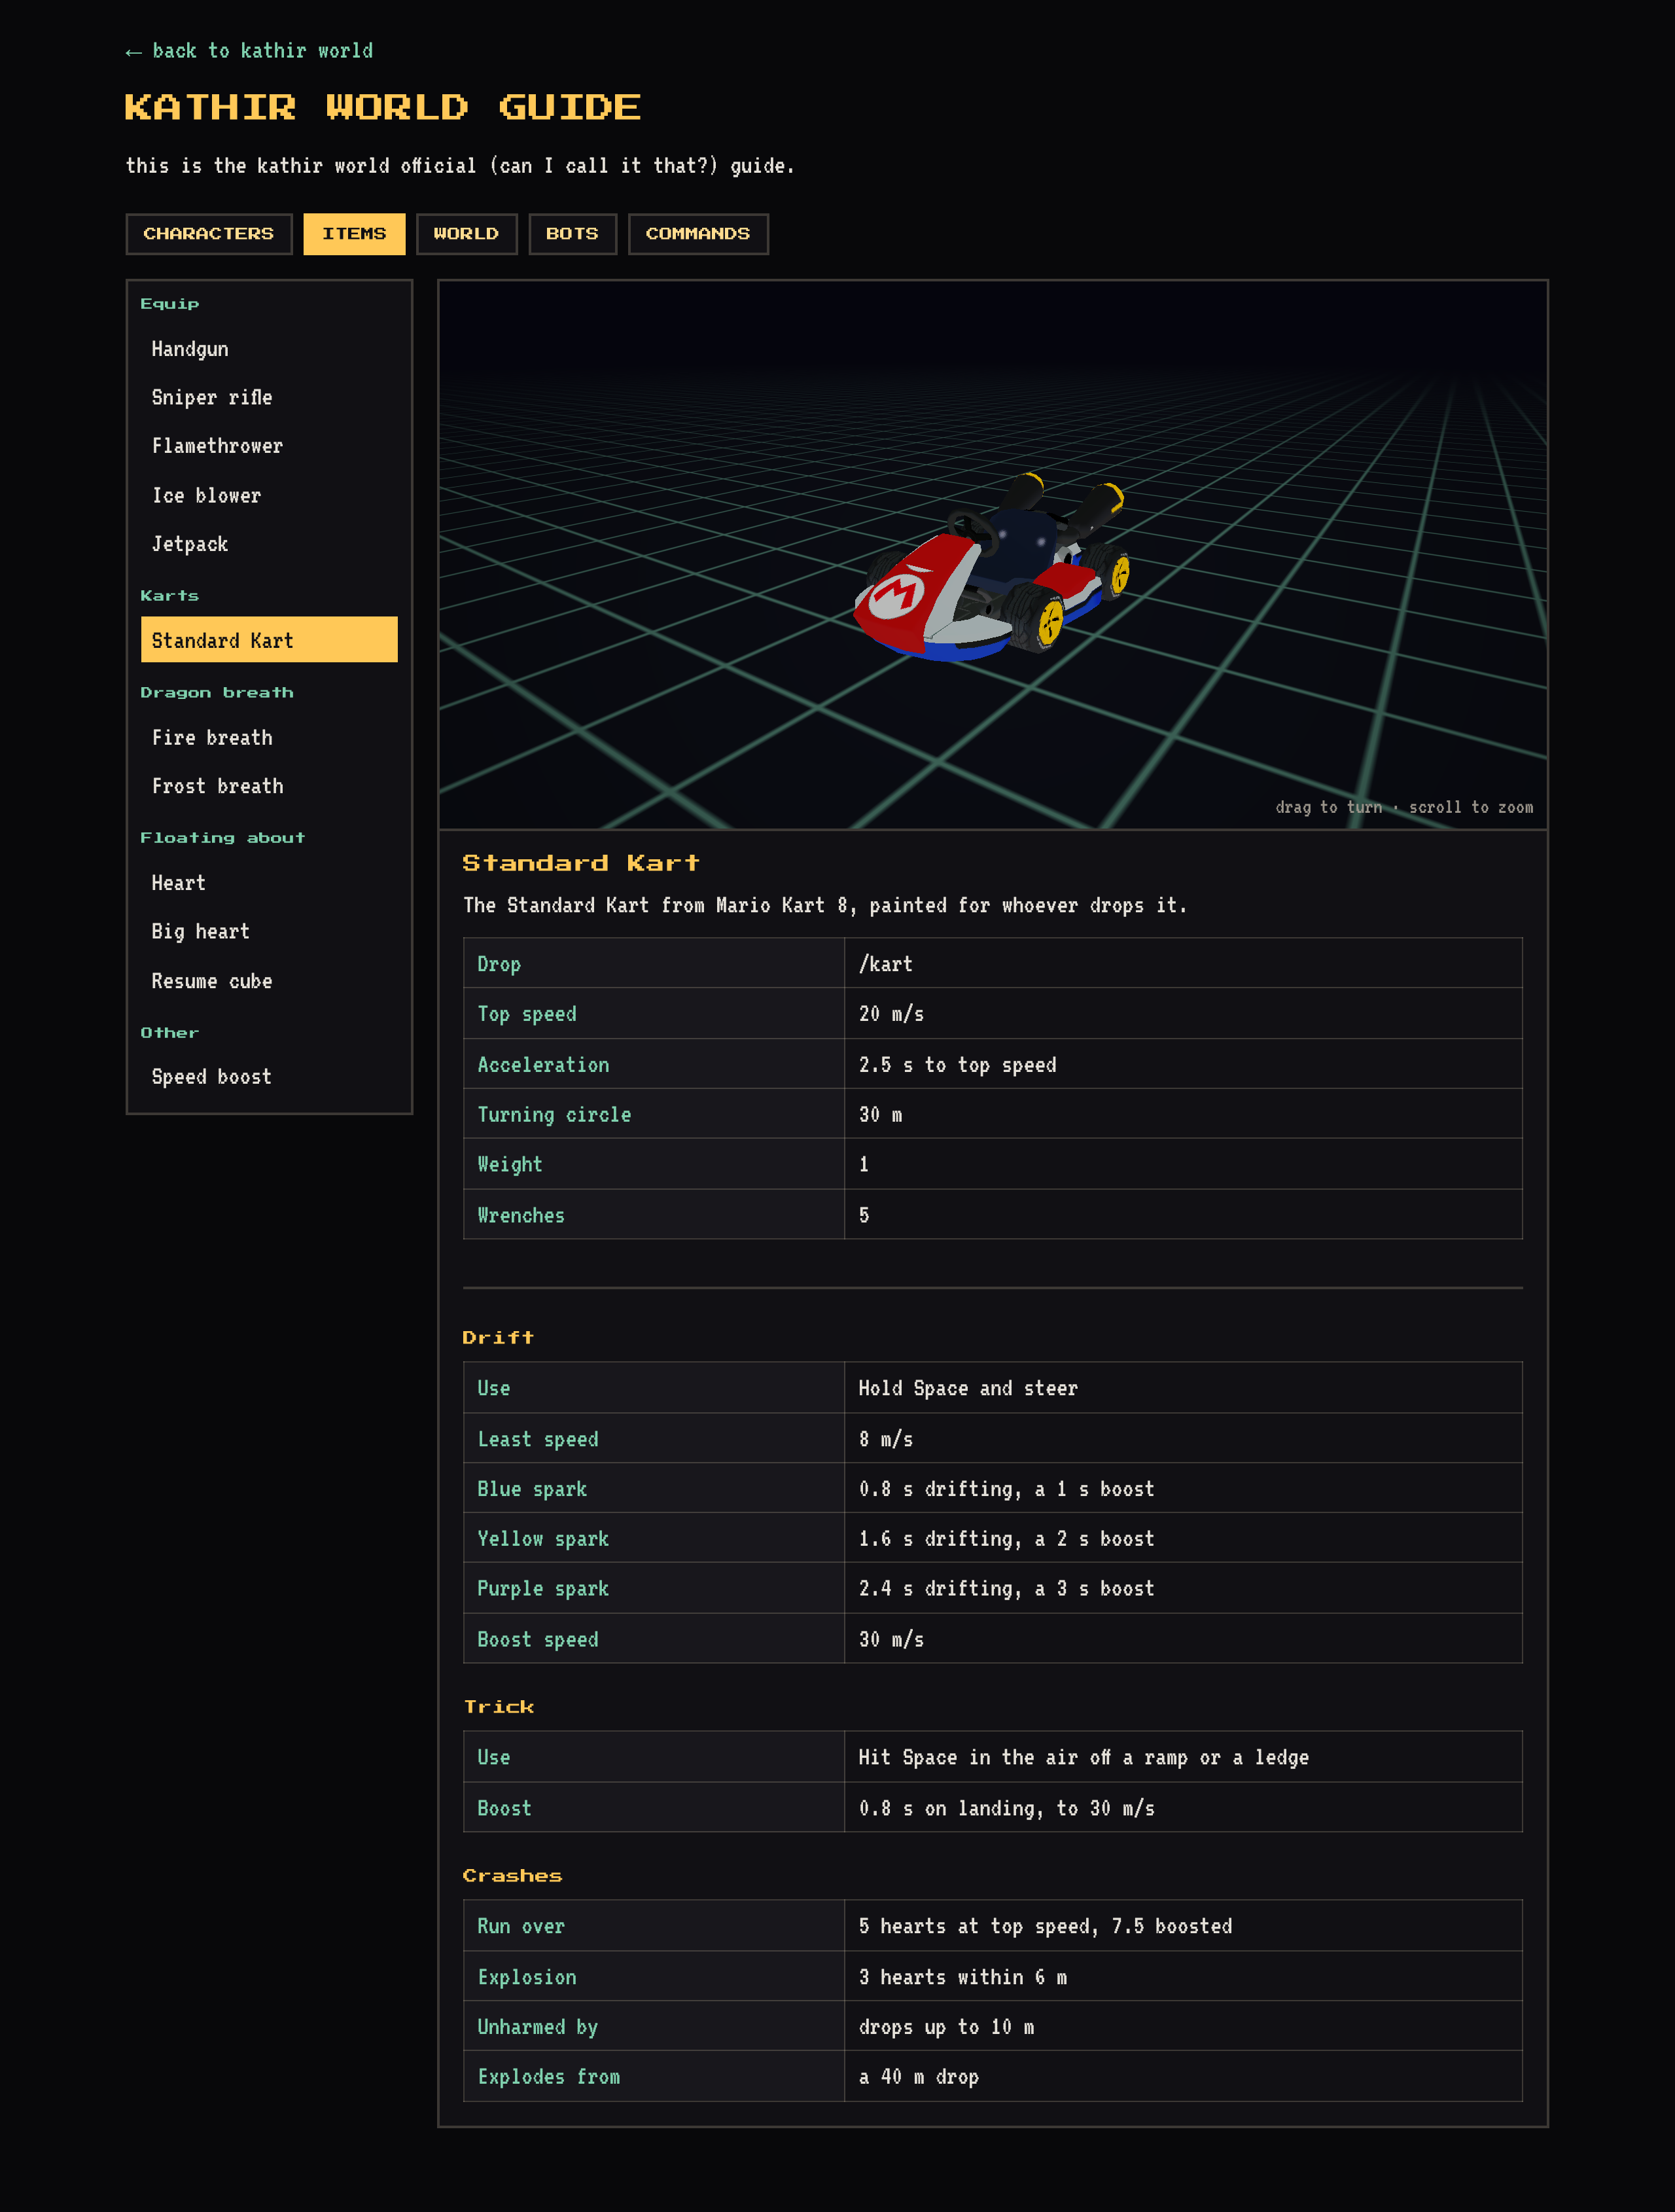 ← back to kathir world
KATHIR WORLD GUIDE
this is the kathir world official (can I call it that?) guide.
CHARACTERS ITEMS WORLD BOTS COMMANDS
Equip
Handgun
Sniper rifle
Flamethrower
Ice blower
Jetpack
Karts
Standard Kart
Dragon breath
Fire breath
Frost breath
Floating about
Heart
Big heart
Resume cube
Other
Speed boost
M
drag to turn · scroll to zoom
Standard Kart
The Standard Kart from Mario Kart 8, painted for whoever drops it.
Drop /kart
Top speed 20 m/s
Acceleration 2.5 s to top speed
Turning circle 30 m
Weight 1
Wrenches 5
Drift
Use Hold Space and steer
Least speed 8 m/s
Blue spark 0.8 s drifting, a 1 s boost
Yellow spark 1.6 s drifting, a 2 s boost
Purple spark 2.4 s drifting, a 3 s boost
Boost speed 30 m/s
Trick
Use Hit Space in the air off a ramp or a ledge
Boost 0.8 s on landing, to 30 m/s
Crashes
Run over 5 hearts at top speed, 7.5 boosted
Explosion 3 hearts within 6 m
Unharmed by drops up to 10 m
Explodes from a 40 m drop